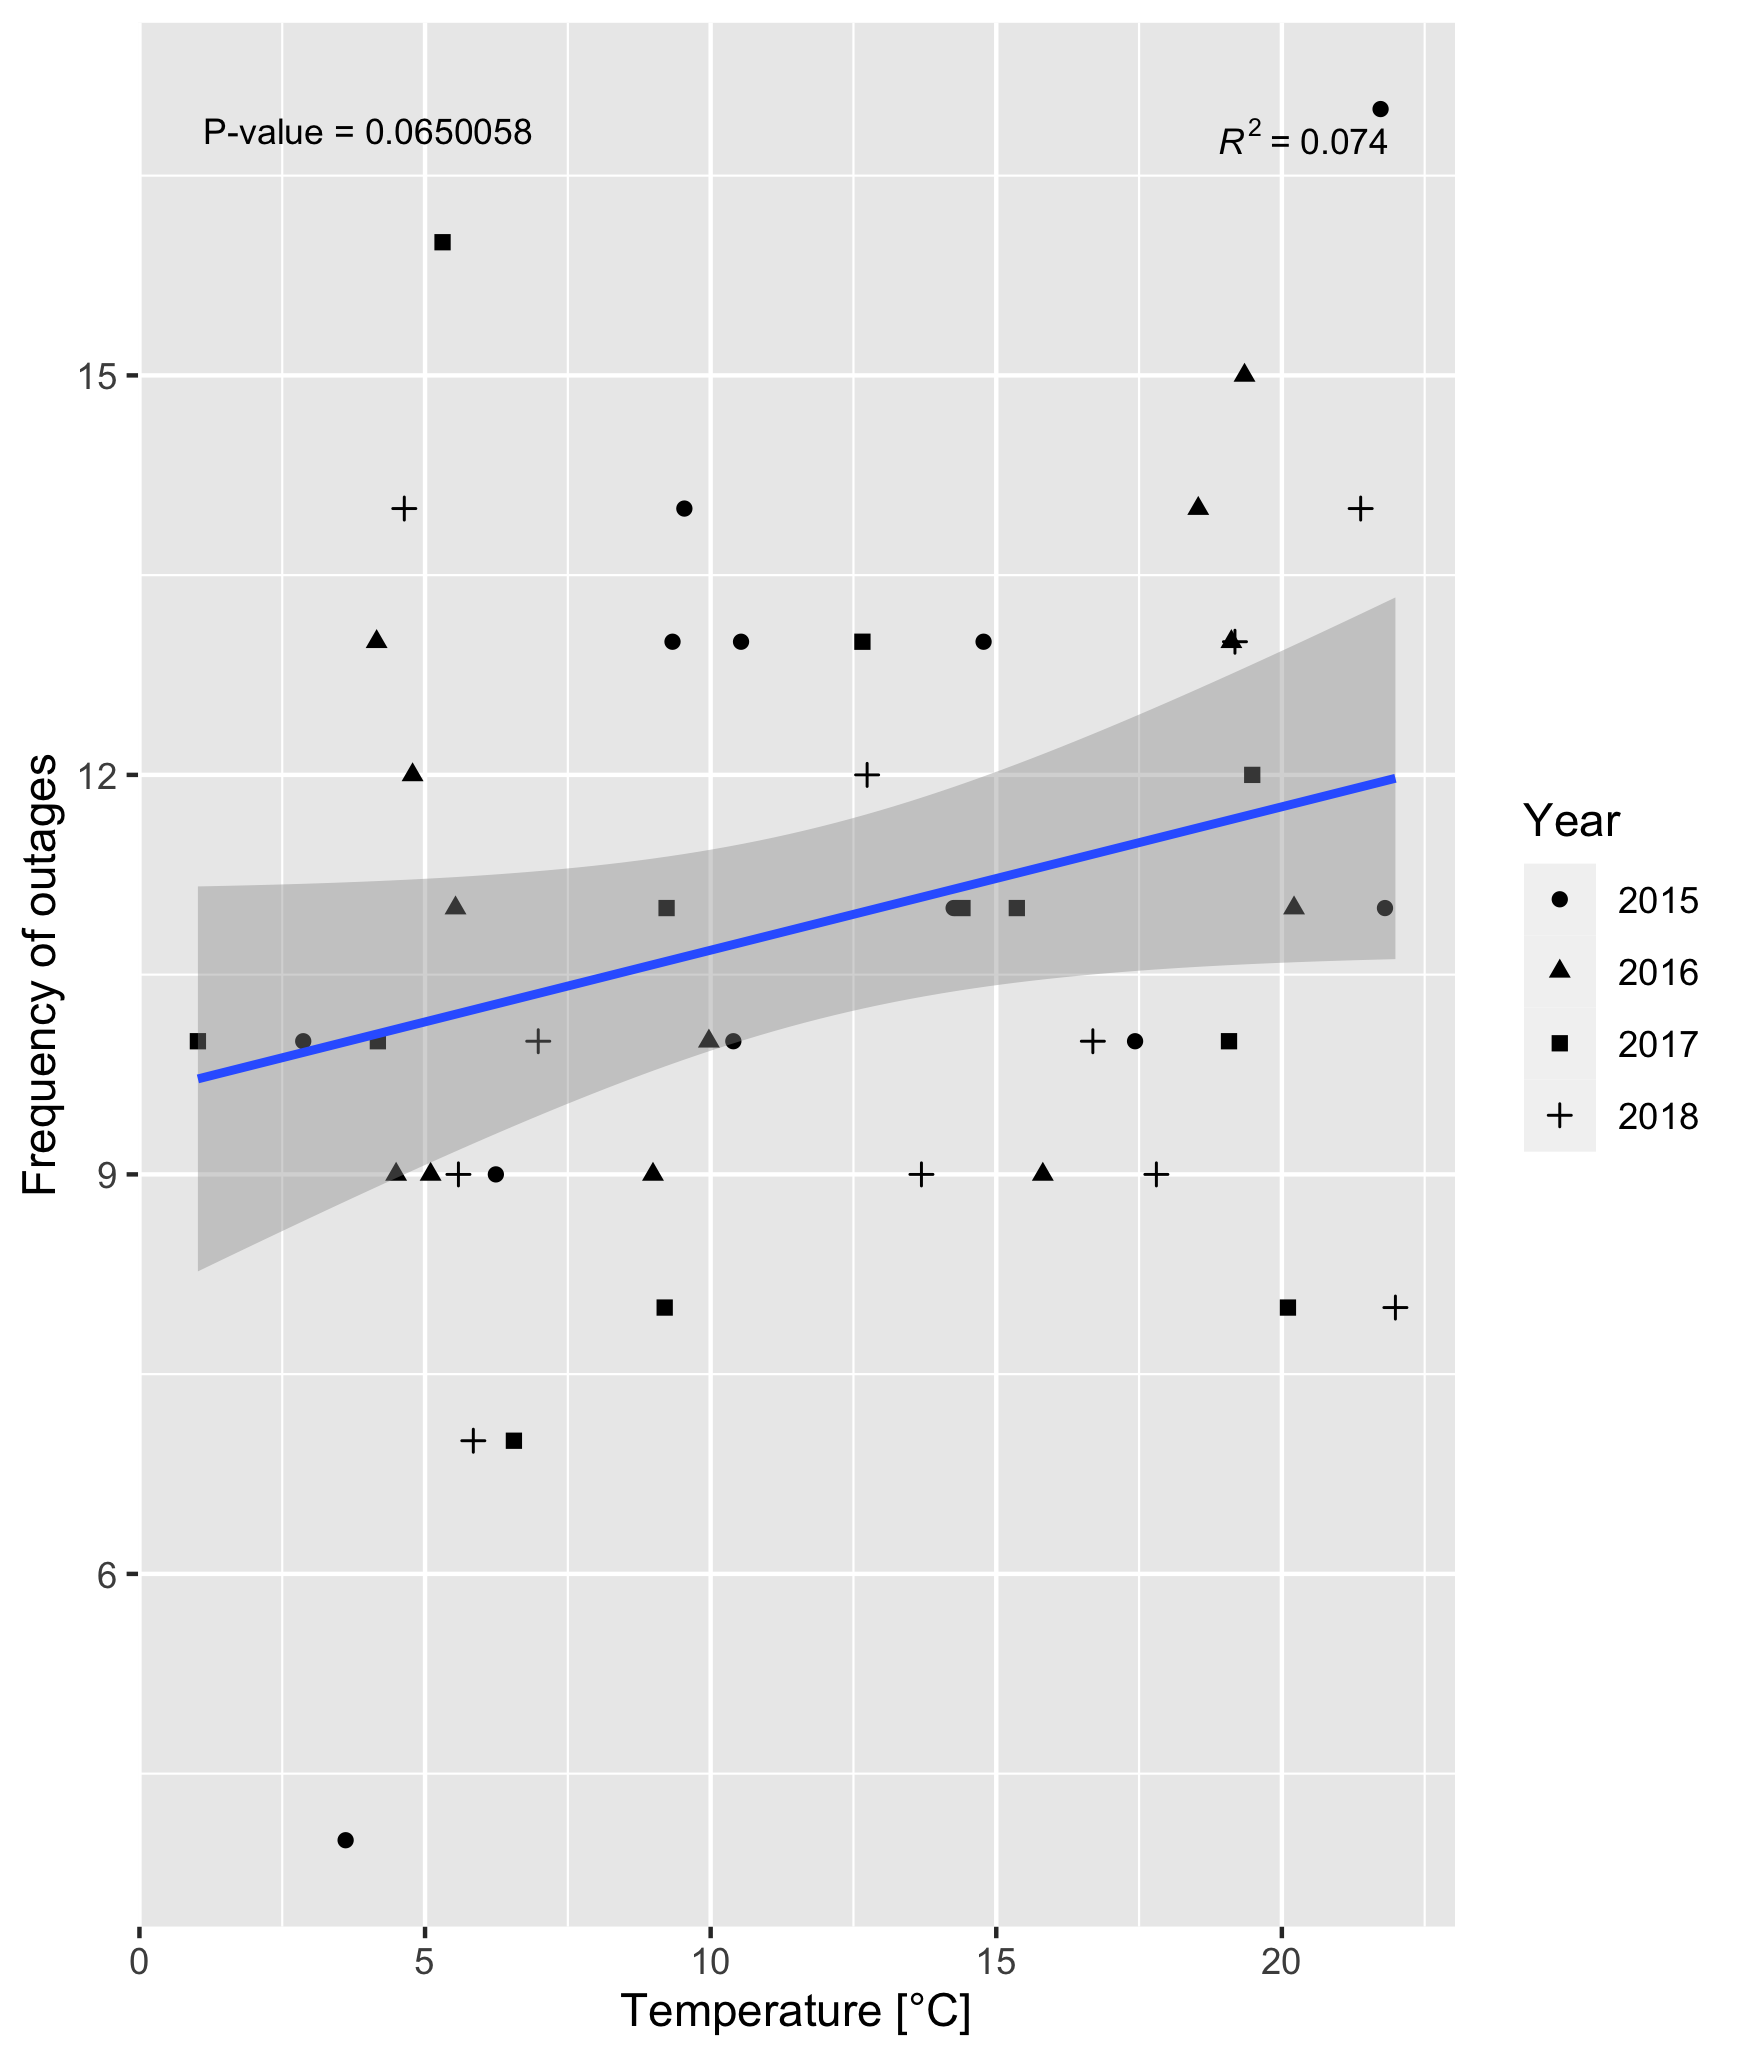 P-value = 0.0650058
R² = 0.074
15
12
9
6
Frequency of outages
0 5 10 15 20
Temperature [°C]
Year
2015
2016
2017
2018